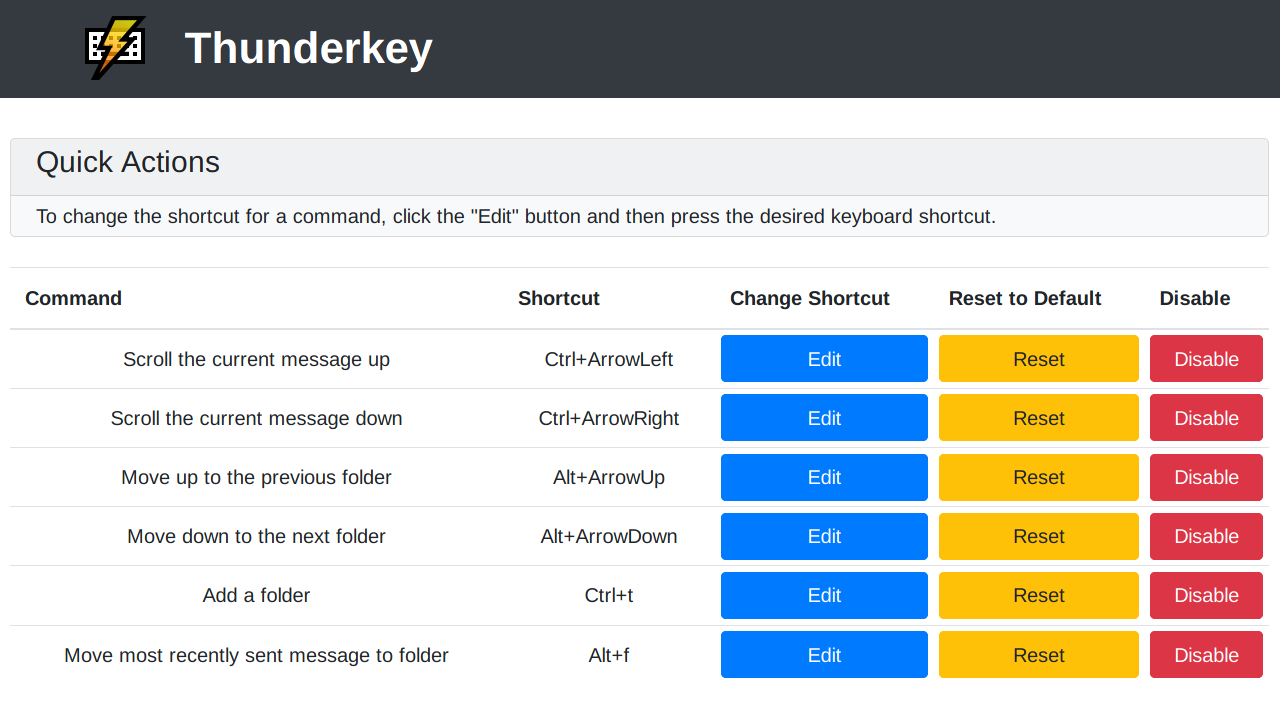 Thunderkey
Quick Actions
To change the shortcut for a command, click the "Edit" button and then press the desired keyboard shortcut.
Command Shortcut Change Shortcut Reset to Default Disable
Scroll the current message up Ctrl+ArrowLeft Edit Reset Disable
Scroll the current message down Ctrl+ArrowRight Edit Reset Disable
Move up to the previous folder Alt+ArrowUp Edit Reset Disable
Move down to the next folder Alt+ArrowDown Edit Reset Disable
Add a folder Ctrl+t Edit Reset Disable
Move most recently sent message to folder Alt+f Edit Reset Disable